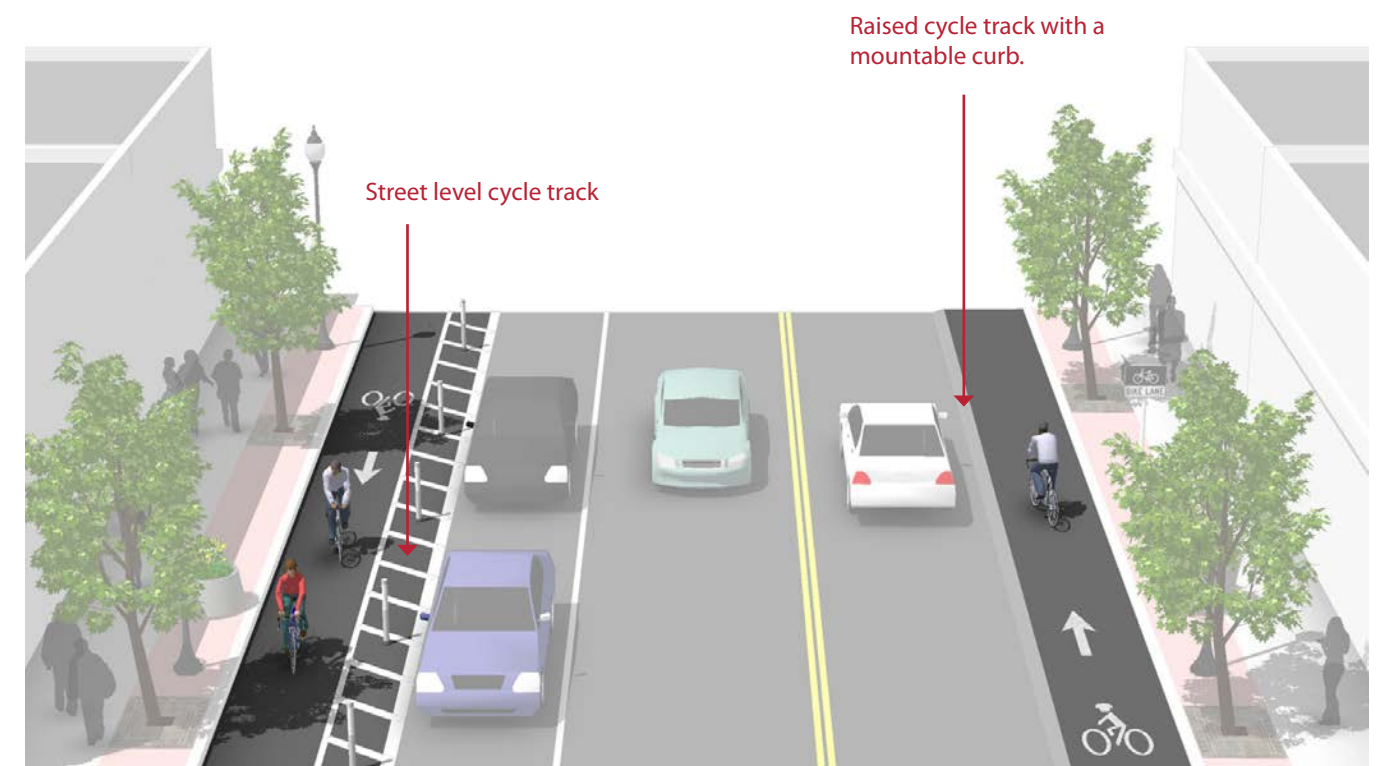 Raised cycle track with a
mountable curb.
Street level cycle track
BIKE LANE